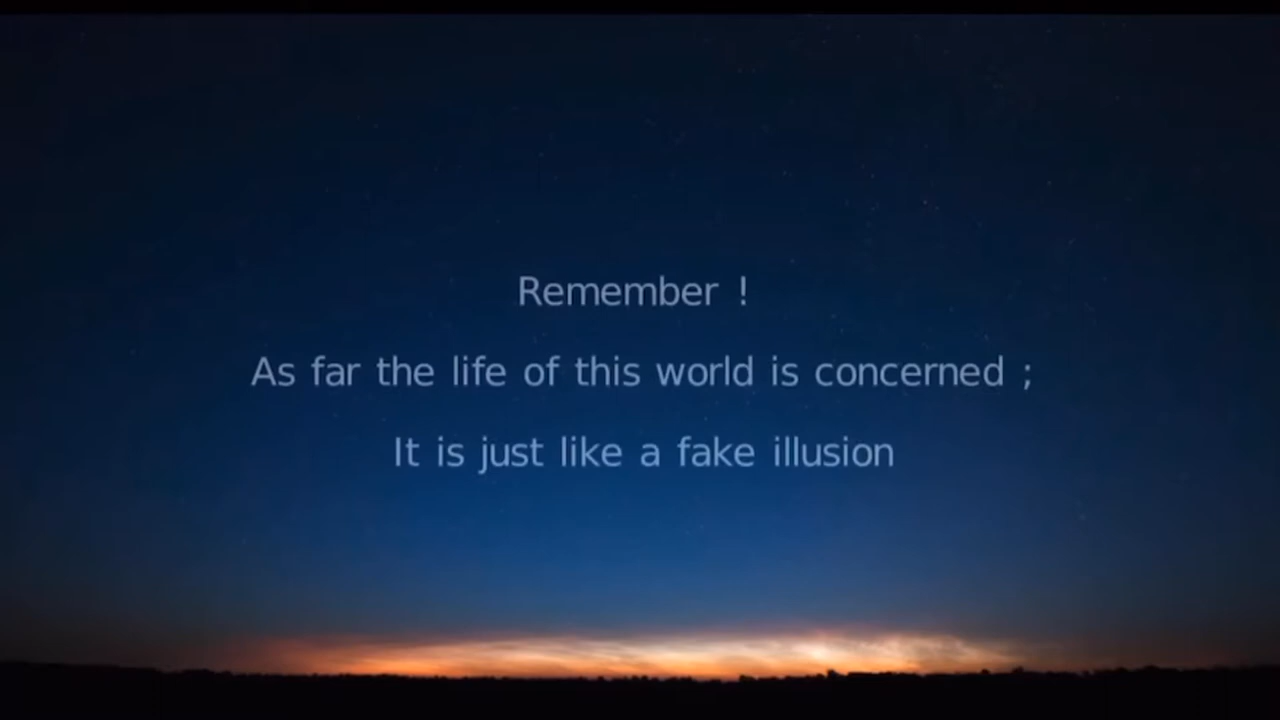 Remember !
As far the life of this world is concerned ;
It is just like a fake illusion